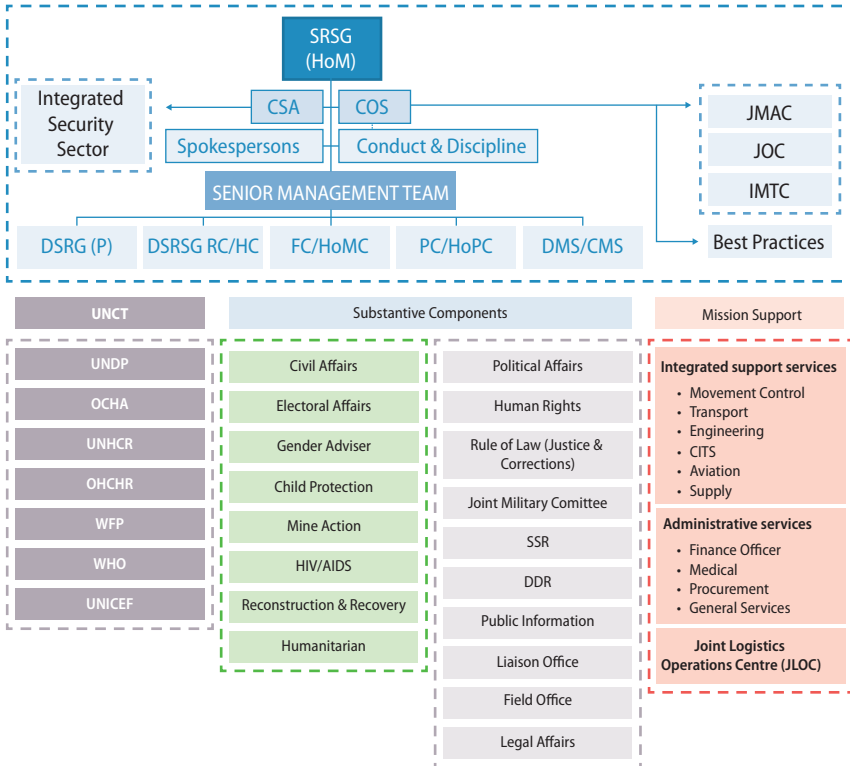 SRSG
(HoM)
Integrated
Security
Sector
CSA
COS
Spokespersons
Conduct & Discipline
SENIOR MANAGEMENT TEAM
JMAC
JOC
IMTC
Best Practices
DSRG (P)
DSRSG RC/HC
FC/HoMC
PC/HoPC
DMS/CMS
UNCT
UNDP
OCHA
UNHCR
OHCHR
WFP
WHO
UNICEF
Substantive Components
Civil Affairs
Electoral Affairs
Gender Adviser
Child Protection
Mine Action
HIV/AIDS
Reconstruction & Recovery
Humanitarian
Political Affairs
Human Rights
Rule of Law (Justice &
Corrections)
Joint Military Comittee
SSR
DDR
Public Information
Liaison Office
Field Office
Legal Affairs
Mission Support
Integrated support services
• Movement Control
• Transport
• Engineering
• CITS
• Aviation
• Supply
Administrative services
• Finance Officer
• Medical
• Procurement
• General Services
Joint Logistics
Operations Centre (JLOC)